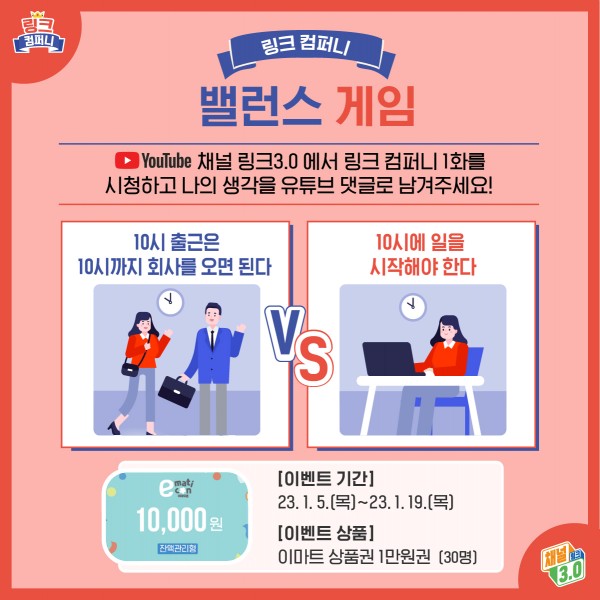 링크
컴퍼니
링크 컴퍼니
밸런스 게임
YouTube 채널 링크3.0 에서 링크 컴퍼니 1화를
시청하고 나의 생각을 유튜브 댓글로 남겨주세요!
10시 출근은
10시까지 회사를 오면 된다
VS
10시에 일을
시작해야 한다
ematicon
10,000원
잔액관리형
[이벤트 기간]
23. 1. 5.(목)~23. 1. 19.(목)
[이벤트 상품]
이마트 상품권 1만원권 (30명)
채널
3.0